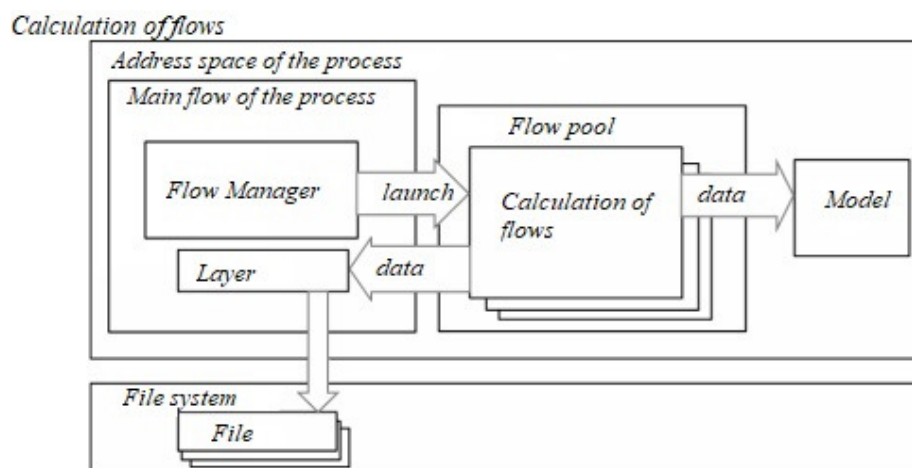 Calculation of flows
Address space of the process
Main flow of the process
Flow pool
Flow Manager
launch
Calculation of
flows
data
Model
Layer
data
File system
File